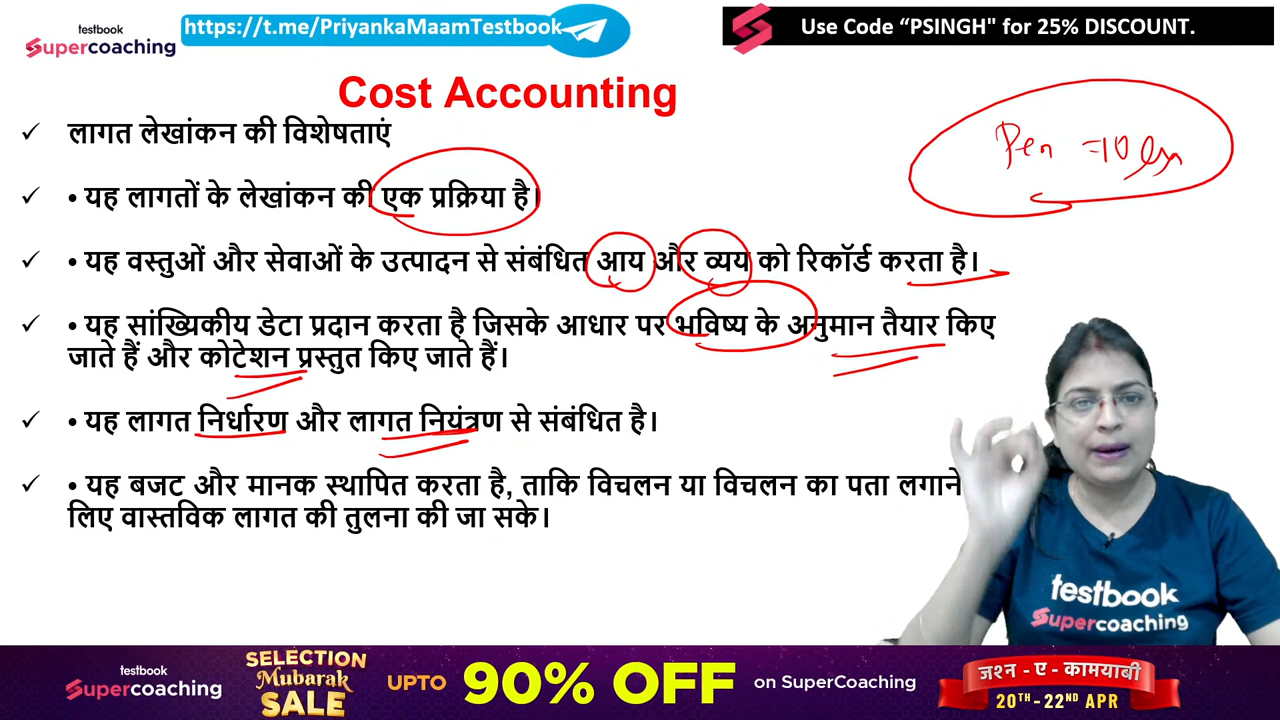 testbook
Supercoaching
https://t.me/PriyankaMaamTestbook
Use Code “PSINGH" for 25% DISCOUNT.
Cost Accounting
Pen =10
✓ लागत लेखांकन की विशेषताएं
✓ • यह लागतों के लेखांकन की एक प्रक्रिया है।
✓ • यह वस्तुओं और सेवाओं के उत्पादन से संबंधित आय और व्यय को रिकॉर्ड करता है।
✓ • यह सांख्यिकीय डेटा प्रदान करता है जिसके आधार पर भविष्य के अनुमान तैयार किए
जाते हैं और कोटेशन प्रस्तुत किए जाते हैं।
✓ • यह लागत निर्धारण और लागत नियंत्रण से संबंधित है।
✓ • यह बजट और मानक स्थापित करता है, ताकि विचलन या विचलन का पता लगाने
लिए वास्तविक लागत की तुलना की जा सके।
testbook
Supercoaching
testbook
Supercoaching
SELECTION
Mubarak
SALE
UPTO 90% OFF on SuperCoaching
जश्न - ए - कामयाबी
20TH -22ND APR